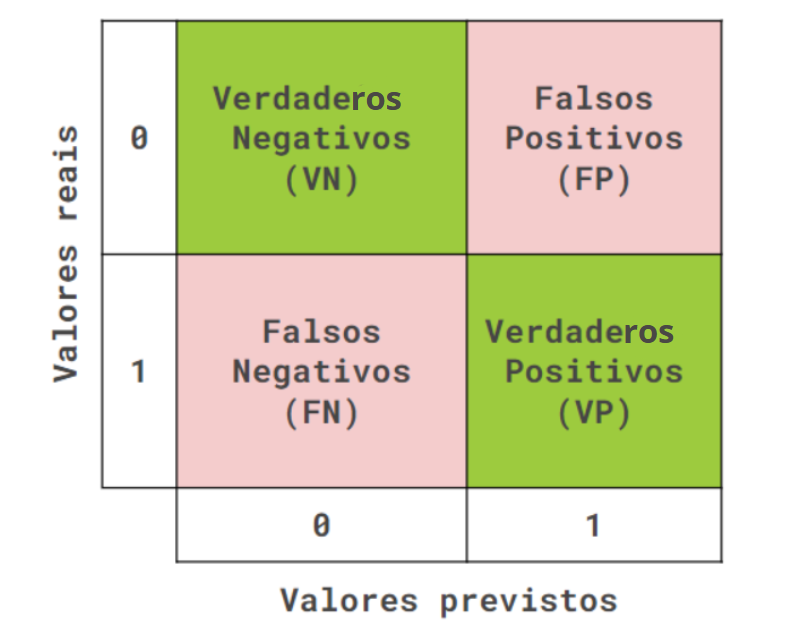 Valores reais
0
Verdaderos
Negativos
(VN)
Falsos
Positivos
(FP)
1
Falsos
Negativos
(FN)
Verdaderos
Positivos
(VP)
0
1
Valores previstos